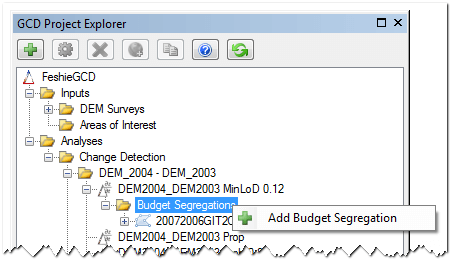 GCD Project Explorer
FeshieGCD
Inputs
DEM Surveys
Areas of Interest
Analyses
Change Detection
DEM_2004 - DEM_2003
DEM2004_DEM2003 MinLoD 0.12
Budget Segregations
Add Budget Segregation
DEM2004_DEM2003 Prop